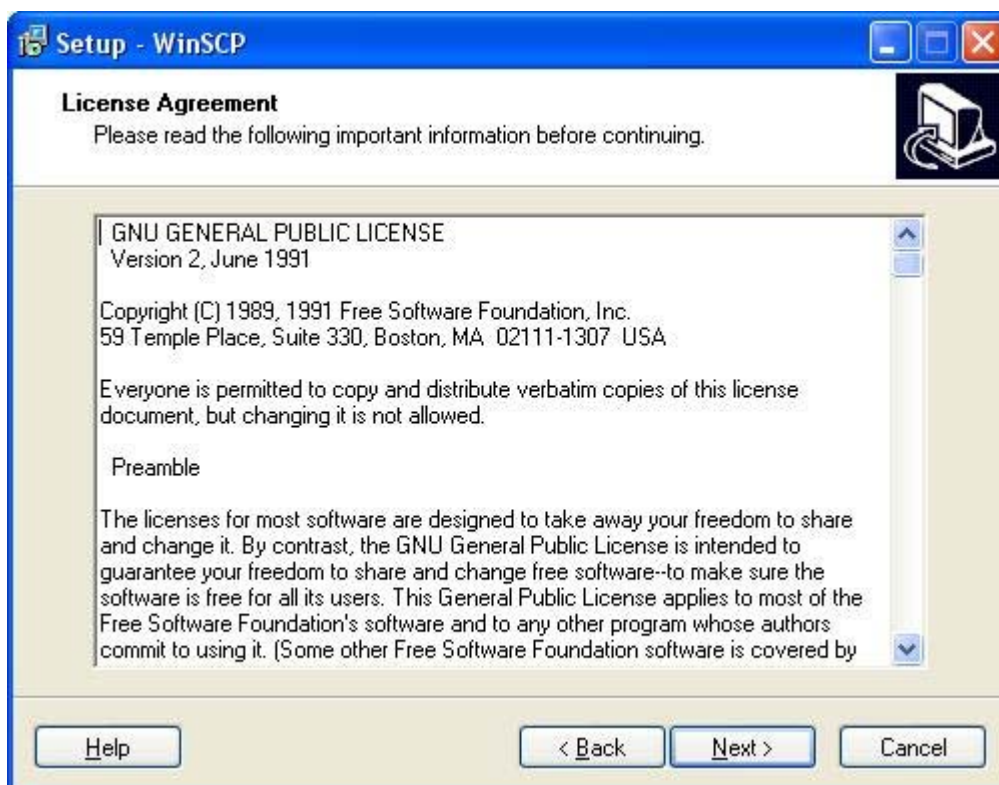 Setup - WinSCP
License Agreement
Please read the following important information before continuing.
GNU GENERAL PUBLIC LICENSE
Version 2, June 1991
Copyright (C) 1989, 1991 Free Software Foundation, Inc.
59 Temple Place, Suite 330, Boston, MA  02111-1307  USA
Everyone is permitted to copy and distribute verbatim copies of this license
document, but changing it is not allowed.
Preamble
The licenses for most software are designed to take away your freedom to share
and change it. By contrast, the GNU General Public License is intended to
guarantee your freedom to share and change free software--to make sure the
software is free for all its users. This General Public License applies to most of the
Free Software Foundation's software and to any other program whose authors
commit to using it. (Some other Free Software Foundation software is covered by
Help
< Back
Next >
Cancel